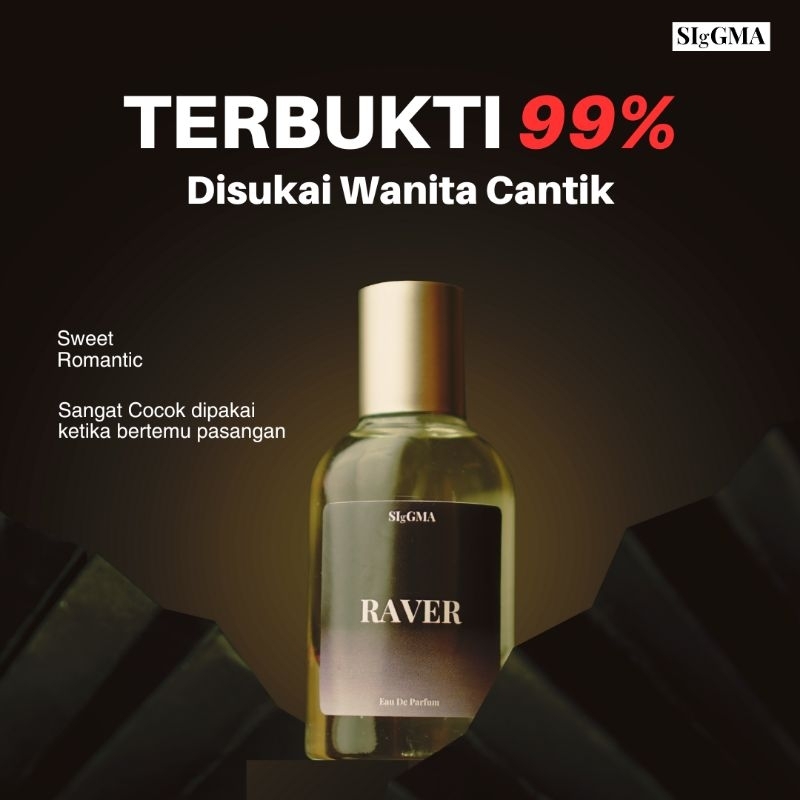 SIgGMA
TERBUKTI 99%
Disukai Wanita Cantik
Sweet
Romantic
Sangat Cocok dipakai
ketika bertemu pasangan
SIgGMA
RAVER
Eau De Parfum